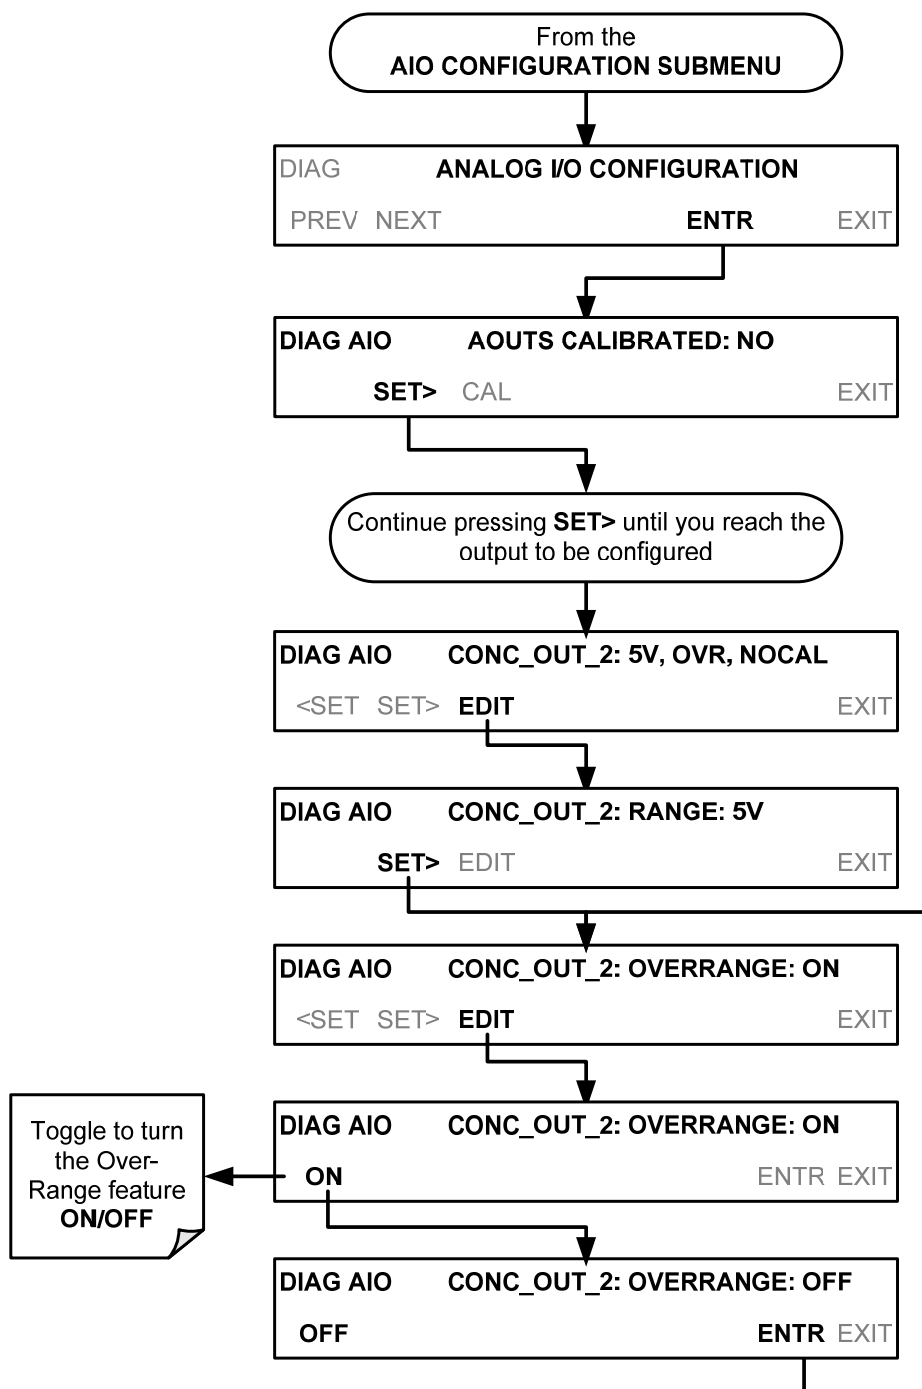 From the
AIO CONFIGURATION SUBMENU
DIAG ANALOG I/O CONFIGURATION
PREV NEXT ENTR EXIT
DIAG AIO AOUTS CALIBRATED: NO
SET> CAL EXIT
Continue pressing SET> until you reach the
output to be configured
DIAG AIO CONC_OUT_2: 5V, OVR, NOCAL
<SET SET> EDIT EXIT
DIAG AIO CONC_OUT_2: RANGE: 5V
SET> EDIT EXIT
DIAG AIO CONC_OUT_2: OVERRANGE: ON
<SET SET> EDIT EXIT
Toggle to turn
the Over-
Range feature
ON/OFF
DIAG AIO CONC_OUT_2: OVERRANGE: ON
ON ENTR EXIT
DIAG AIO CONC_OUT_2: OVERRANGE: OFF
OFF ENTR EXIT